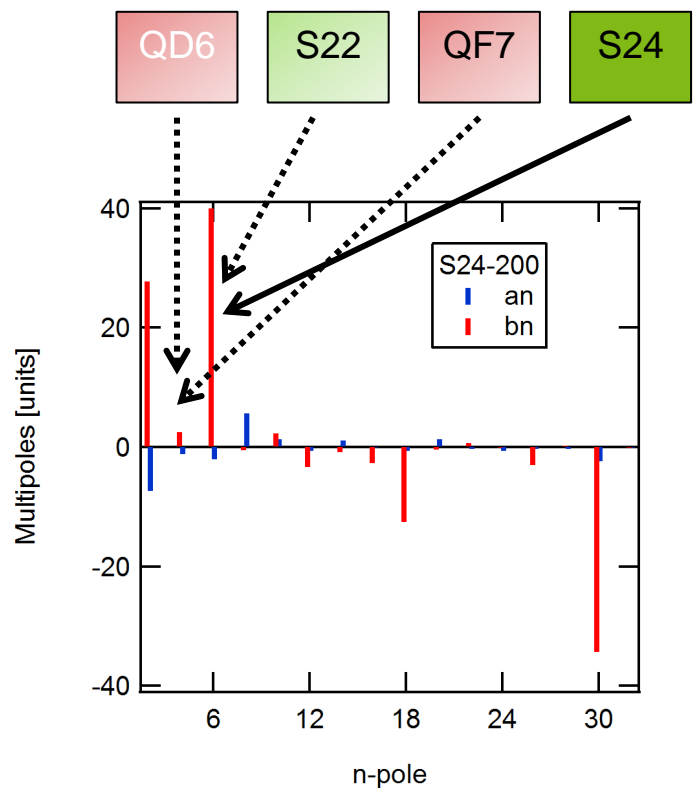 QD6 S22 QF7 S24
40
S24-200
an
bn
20
Multipoles [units]
0
-20
-40
6 12 18 24 30
n-pole